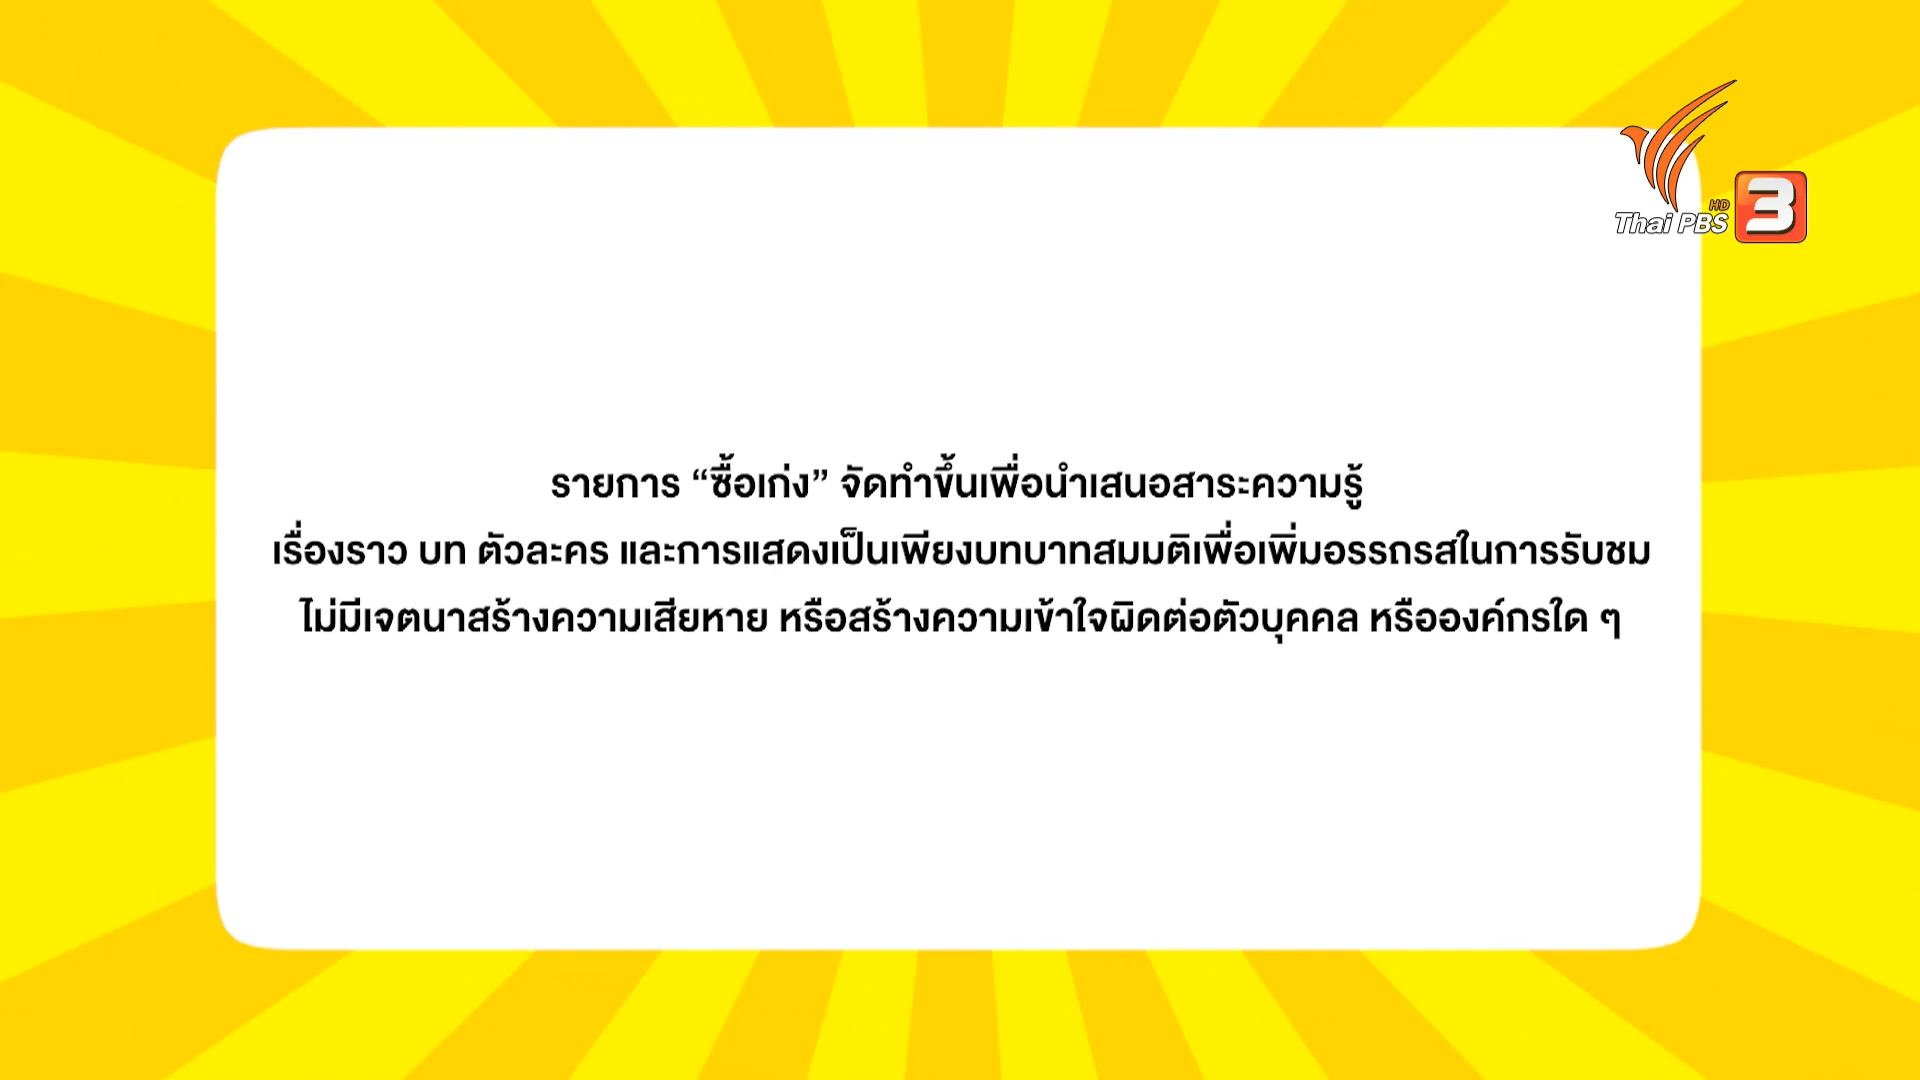 Thai PBS HD 3
รายการ “ซื้อเก่ง” จัดทำขึ้นเพื่อนำเสนอสาระความรู้
เรื่องราว บท ตัวละคร และการแสดงเป็นเพียงบทบาทสมมติเพื่อเพิ่มอรรถรสในการรับชม
ไม่มีเจตนาสร้างความเสียหาย หรือสร้างความเข้าใจผิดต่อตัวบุคคล หรือองค์กรใด ๆ